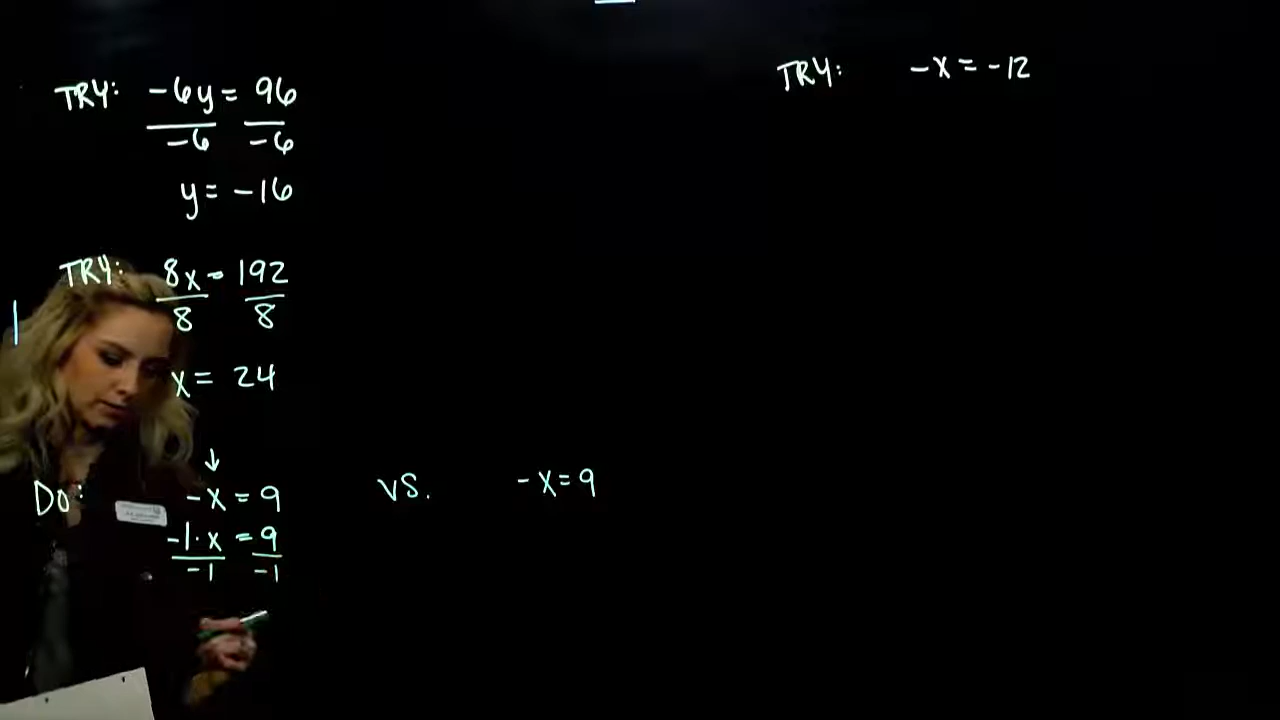 TRY: -6y = 96
-6 -6
y = -16
TRY: 8x = 192
8 8
x = 24
↓
Do: -x = 9 vs. -x = 9
-1·x = 9
-1 -1
TRY: -x = -12